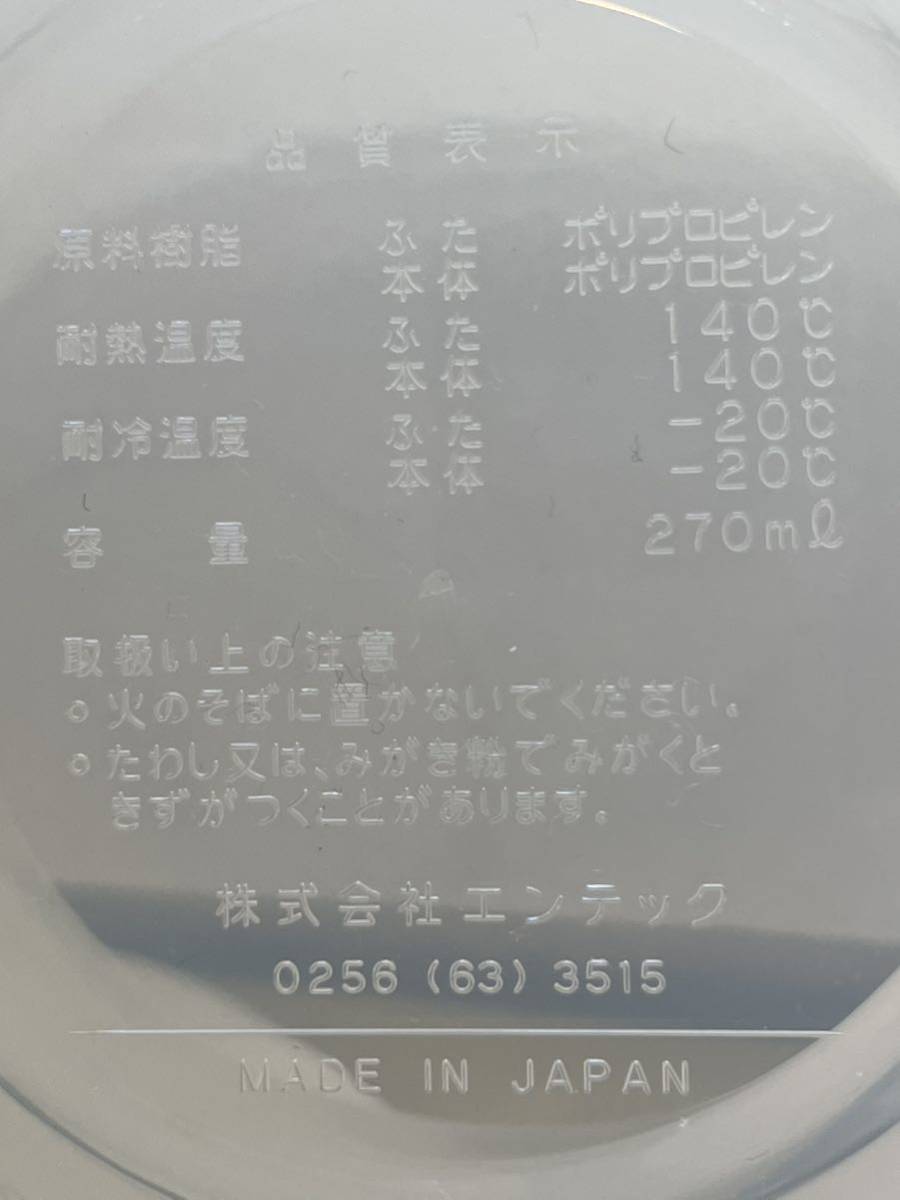 品質表示
原料樹脂 ふた ポリプロピレン
本体 ポリプロピレン
耐熱温度 ふた 140℃
本体 140℃
耐冷温度 ふた -20℃
本体 -20℃
容量 270mℓ
取扱い上の注意
○火のそばに置かないでください。
○たわし又は、みがき粉でみがくと
きずがつくことがあります。
株式会社エンテック
0256(63)3515
MADE IN JAPAN